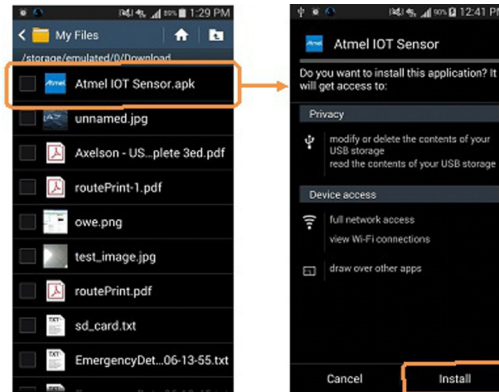 89% 1:29 PM
My Files
/storage/emulated/0/Download
Atmel IOT Sensor.apk
unnamed.jpg
Axelson - US...plete 3ed.pdf
routePrint-1.pdf
owe.png
test_image.jpg
routePrint.pdf
sd_card.txt
EmergencyDet...06-13-55.txt
90% 12:41 PM
Atmel IOT Sensor
Do you want to install this application? It
will get access to:
Privacy
modify or delete the contents of your
USB storage
read the contents of your USB storage
Device access
full network access
view Wi-Fi connections
draw over other apps
Cancel
Install